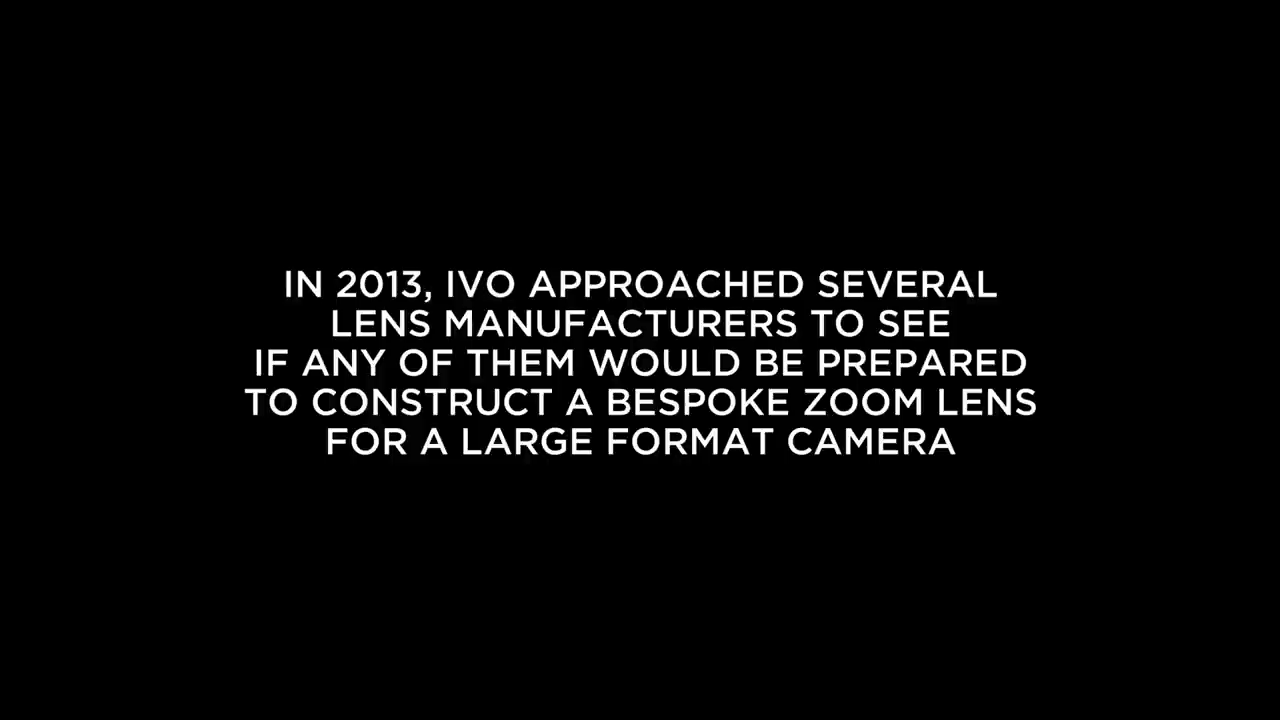 IN 2013, IVO APPROACHED SEVERAL
LENS MANUFACTURERS TO SEE
IF ANY OF THEM WOULD BE PREPARED
TO CONSTRUCT A BESPOKE ZOOM LENS
FOR A LARGE FORMAT CAMERA